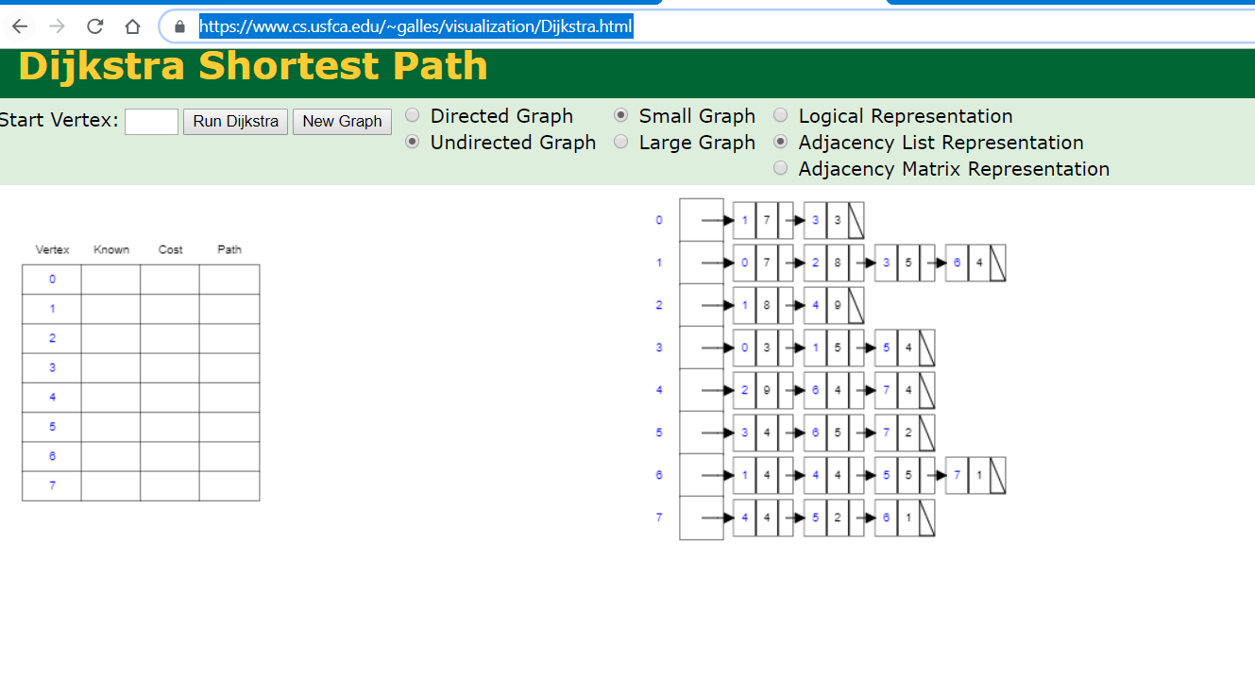 https://www.cs.usfca.edu/~galles/visualization/Dijkstra.html
Dijkstra Shortest Path
Start Vertex: Run Dijkstra New Graph Directed Graph Small Graph Logical Representation
Undirected Graph Large Graph Adjacency List Representation
Adjacency Matrix Representation
Vertex Known Cost Path
0
1
2
3
4
5
6
7
0 1 7 3 3
1 0 7 2 8 3 5 6 4
2 1 8 4 9
3 0 3 1 5 5 4
4 2 9 6 4 7 4
5 3 4 6 5 7 2
6 1 4 4 4 5 5 7 1
7 4 4 5 2 6 1